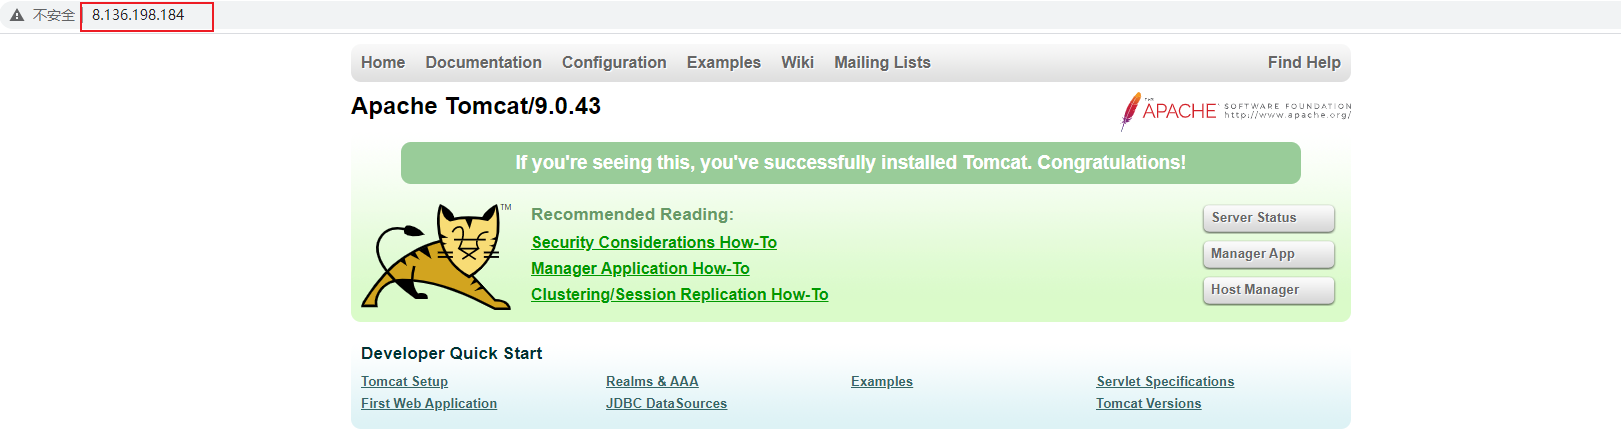 不安全 8.136.198.184
Home Documentation Configuration Examples Wiki Mailing Lists Find Help
Apache Tomcat/9.0.43
THE APACHE SOFTWARE FOUNDATION
http://www.apache.org/
If you're seeing this, you've successfully installed Tomcat. Congratulations!
TM
Recommended Reading:
Security Considerations How-To
Manager Application How-To
Clustering/Session Replication How-To
Server Status
Manager App
Host Manager
Developer Quick Start
Tomcat Setup Realms & AAA Examples Servlet Specifications
First Web Application JDBC DataSources Tomcat Versions